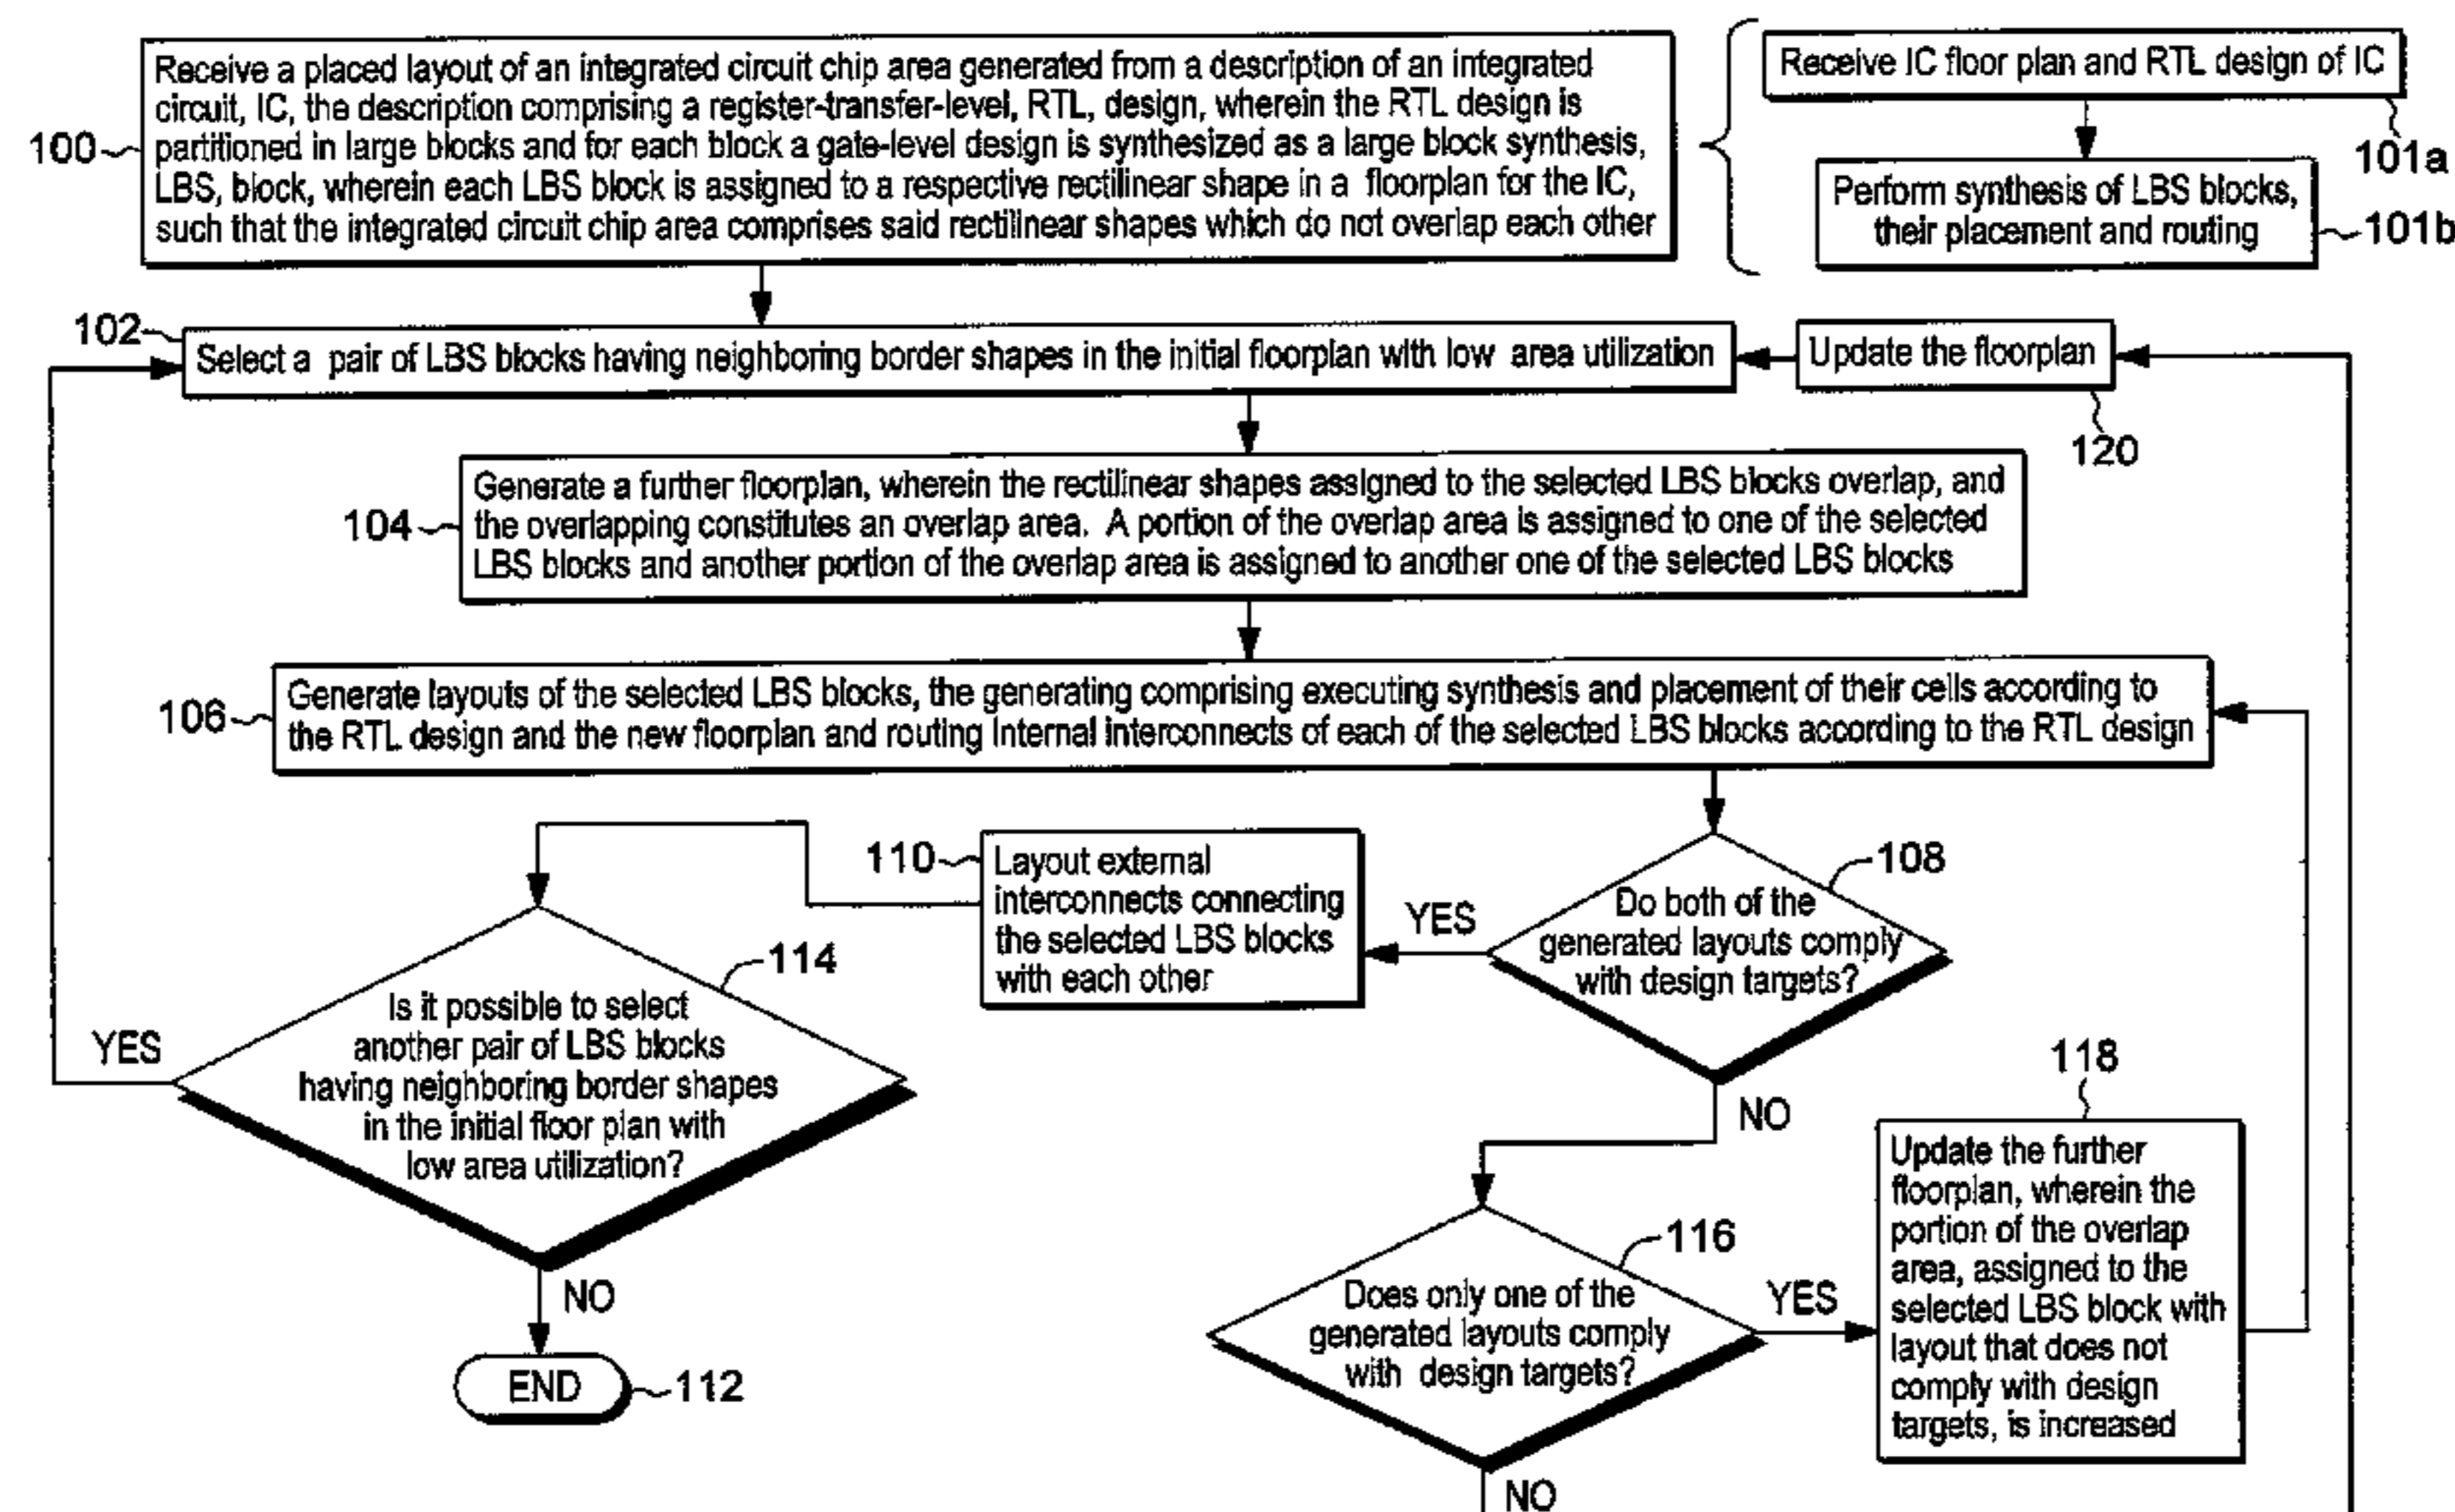 100
Receive a placed layout of an integrated circuit chip area generated from a description of an integrated
circuit, IC, the description comprising a register-transfer-level, RTL, design, wherein the RTL design is
partitioned in large blocks and for each block a gate-level design is synthesized as a large block synthesis,
LBS, block, wherein each LBS block is assigned to a respective rectilinear shape in a floorplan for the IC,
such that the integrated circuit chip area comprises said rectilinear shapes which do not overlap each other
Receive IC floor plan and RTL design of IC
101a
Perform synthesis of LBS blocks,
their placement and routing
101b
102
Select a pair of LBS blocks having neighboring border shapes in the initial floorplan with low area utilization
Update the floorplan
120
104
Generate a further floorplan, wherein the rectilinear shapes assigned to the selected LBS blocks overlap, and
the overlapping constitutes an overlap area. A portion of the overlap area is assigned to one of the selected
LBS blocks and another portion of the overlap area is assigned to another one of the selected LBS blocks
106
Generate layouts of the selected LBS blocks, the generating comprising executing synthesis and placement of their cells according to
the RTL design and the new floorplan and routing Internal Interconnects of each of the selected LBS blocks according to the RTL design
108
Do both of the
generated layouts comply
with design targets?
YES
NO
110
Layout external
interconnects connecting
the selected LBS blocks
with each other
114
Is it possible to select
another pair of LBS blocks
having neighboring border shapes
in the initial floor plan with
low area utilization?
YES
NO
END
112
116
Does only one of the
generated layouts comply
with design targets?
YES
NO
118
Update the further
floorplan, wherein the
portion of the overlap
area, assigned to the
selected LBS block with
layout that does not
comply with design
targets, is increased